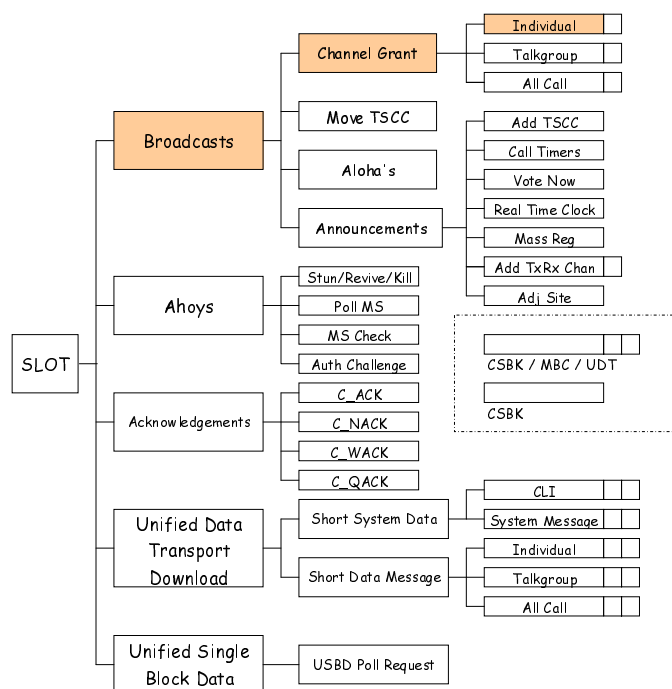 SLOT
Broadcasts
Channel Grant
Individual
Talkgroup
All Call
Move TSCC
Aloha's
Announcements
Add TSCC
Call Timers
Vote Now
Real Time Clock
Mass Reg
Add TxRx Chan
Adj Site
Ahoys
Stun/Revive/Kill
Poll MS
MS Check
Auth Challenge
CSBK / MBC / UDT
CSBK
Acknowledgements
C_ACK
C_NACK
C_WACK
C_QACK
Unified Data
Transport
Download
Short System Data
CLI
System Message
Short Data Message
Individual
Talkgroup
All Call
Unified Single
Block Data
USBD Poll Request